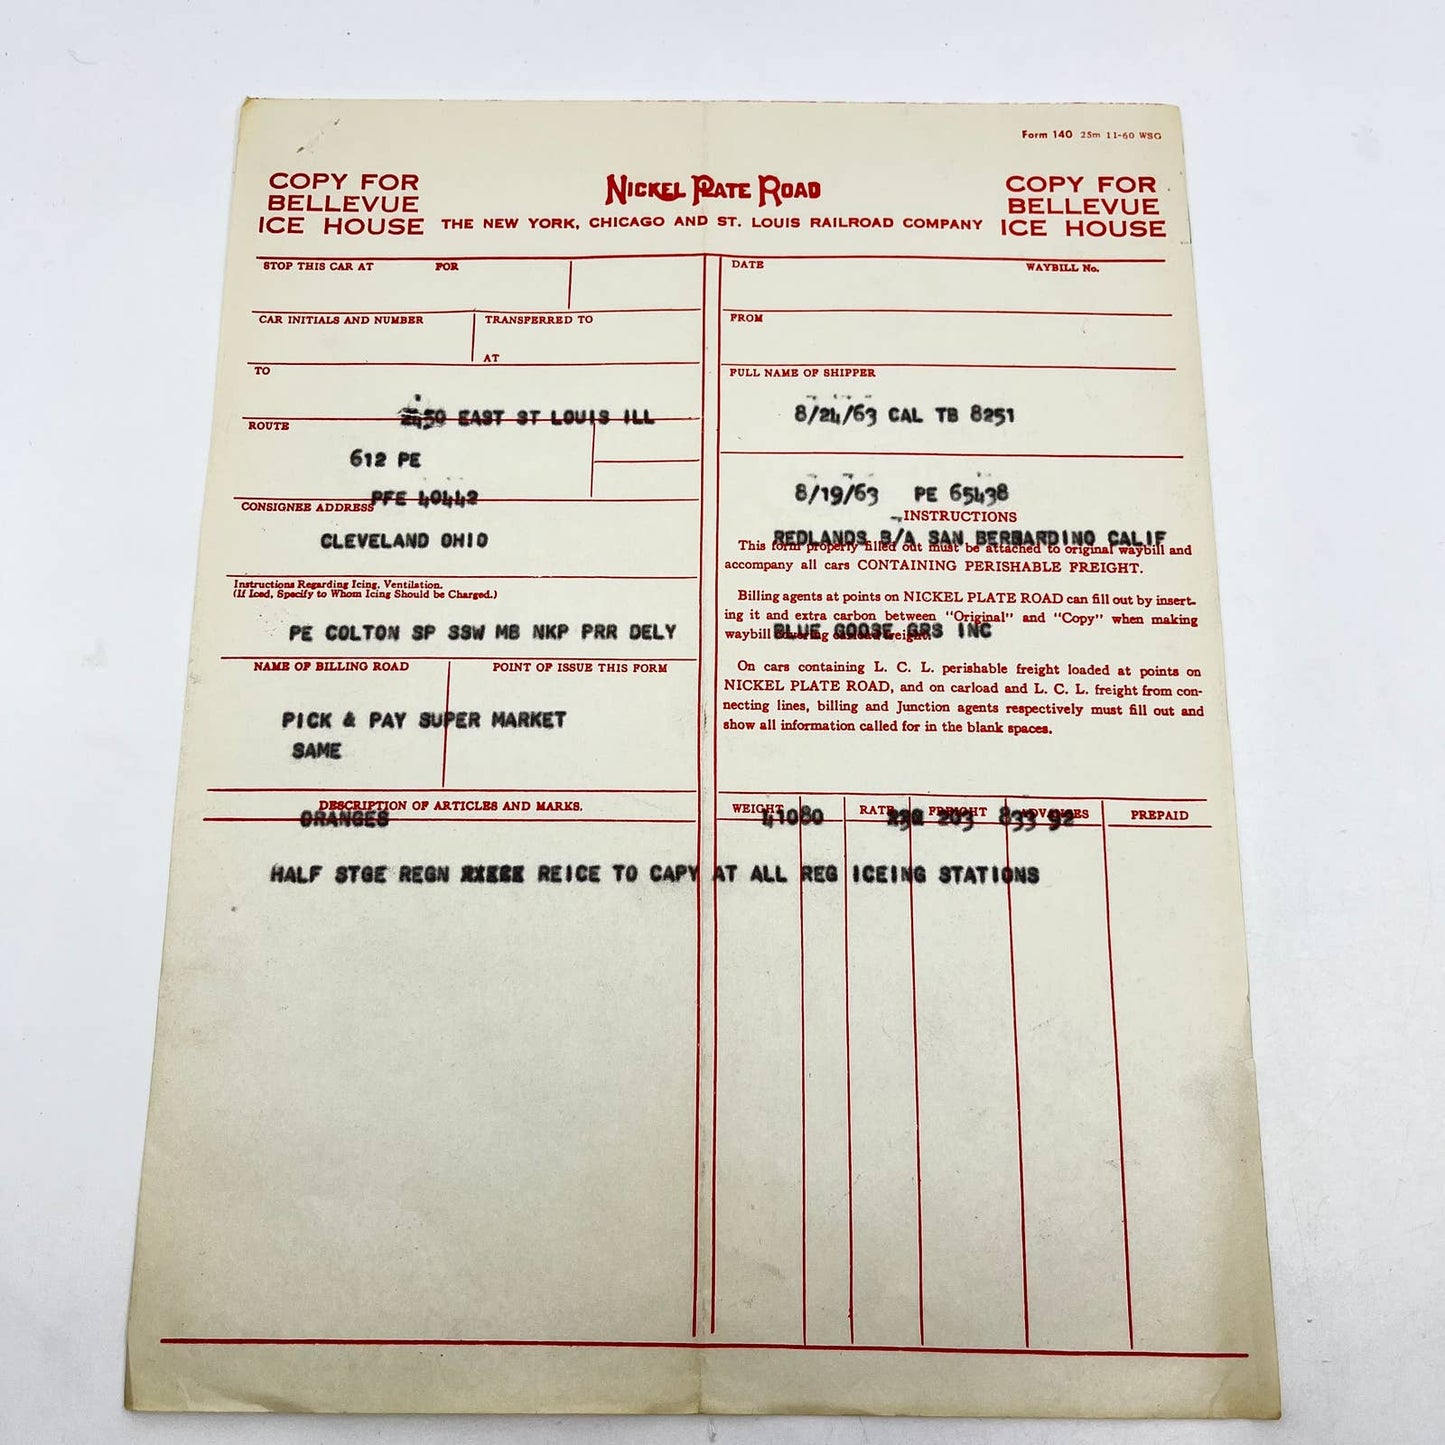 Form 140 25m 11-60 WSG
COPY FOR
BELLEVUE
ICE HOUSE
NICKEL PLATE ROAD
THE NEW YORK, CHICAGO AND ST. LOUIS RAILROAD COMPANY
COPY FOR
BELLEVUE
ICE HOUSE
STOP THIS CAR AT FOR
CAR INITIALS AND NUMBER TRANSFERRED TO
AT
TO
EAST ST LOUIS ILL
ROUTE
612 PE
PFE 40442
CONSIGNEE ADDRESS
CLEVELAND OHIO
Instructions Regarding Icing, Ventilation.
(If Iced, Specify to Whom Icing Should be Charged.)
PE COLTON SP SSW MB NKP PRR DELY
NAME OF BILLING ROAD POINT OF ISSUE THIS FORM
PICK & PAY SUPER MARKET
SAME
DATE WAYBILL No.
FROM
FULL NAME OF SHIPPER
8/24/63 CAL TB 8251
8/19/63 PE 65438
INSTRUCTIONS
REDLANDS B/A SAN BERBARDINO CALIF
This form properly filled out must be attached to original waybill and
accompany all cars CONTAINING PERISHABLE FREIGHT.
Billing agents at points on NICKEL PLATE ROAD can fill out by insert-
ing it and extra carbon between "Original" and "Copy" when making
waybill covering carload freight.
BLUE GOOSE GRS INC
On cars containing L. C. L. perishable freight loaded at points on
NICKEL PLATE ROAD, and on carload and L. C. L. freight from con-
necting lines, billing and Junction agents respectively must fill out and
show all information called for in the blank spaces.
DESCRIPTION OF ARTICLES AND MARKS. WEIGHT RATE FREIGHT ADVANCES PREPAID
ORANGES 41080 203 833 92
HALF STGE REGN REICE TO CAPY AT ALL REG ICEING STATIONS